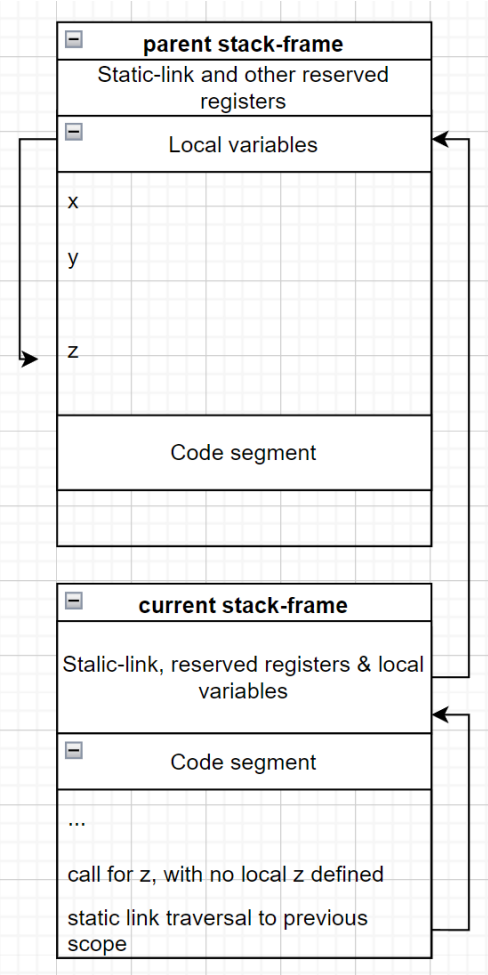 parent stack-frame
Static-link and other reserved
registers
Local variables
x
y
z
Code segment
current stack-frame
Stalic-link, reserved registers & local
variables
Code segment
...
call for z, with no local z defined
static link traversal to previous
scope